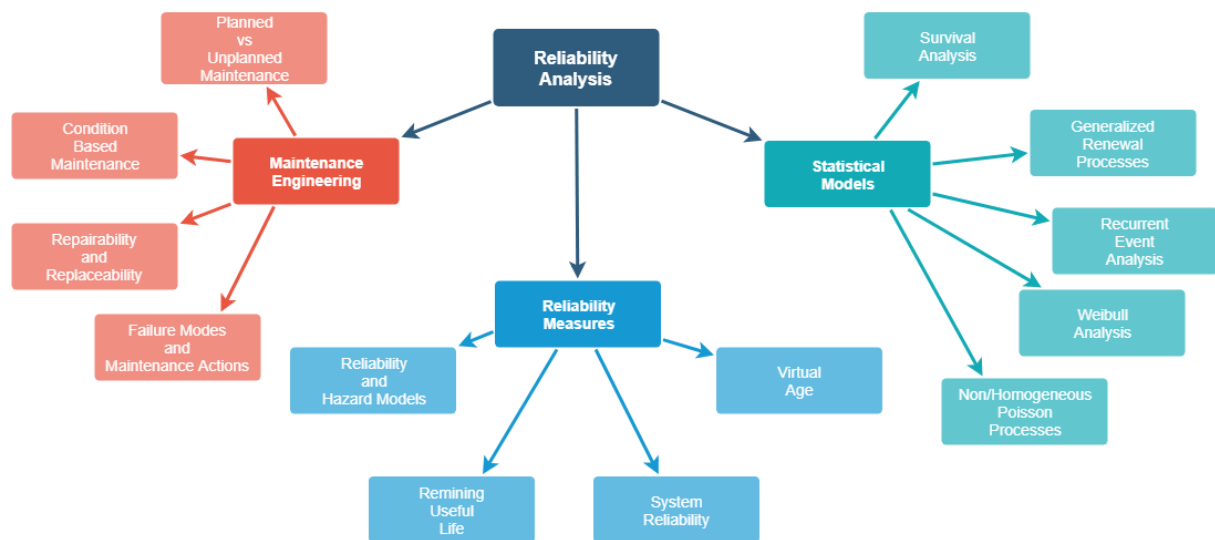 Planned
vs
Unplanned
Maintenance
Reliability
Analysis
Survival
Analysis
Condition
Based
Maintenance
Maintenance
Engineering
Statistical
Models
Generalized
Renewal
Processes
Repairability
and
Replaceability
Recurrent
Event
Analysis
Failure Modes
and
Maintenance Actions
Reliability
Measures
Weibull
Analysis
Reliability
and
Hazard Models
Virtual
Age
Non/Homogeneous
Poisson
Processes
Remining
Useful
Life
System
Reliability